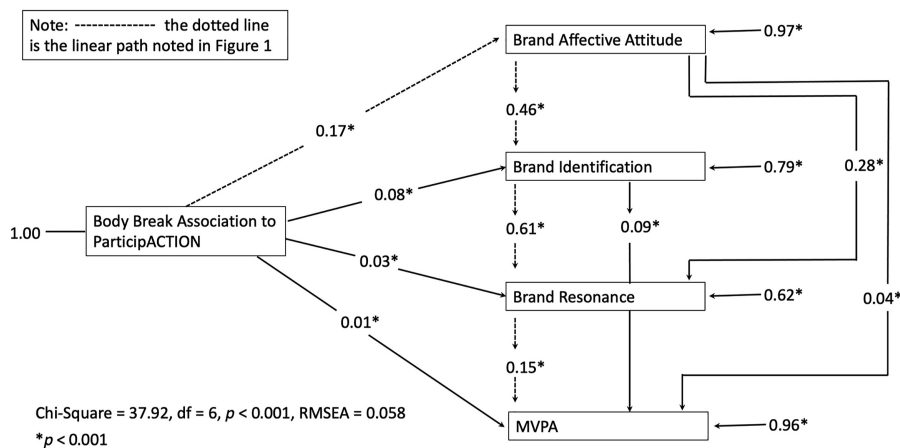 Note: the dotted line
is the linear path noted in Figure 1
Brand Affective Attitude
0.97*
0.46*
0.17*
Brand Identification
0.79*
0.28*
0.08*
Body Break Association to
ParticipACTION
1.00
0.61*
0.09*
0.03*
Brand Resonance
0.62*
0.04*
0.01*
0.15*
Chi-Square = 37.92, df = 6, p < 0.001, RMSEA = 0.058
*p < 0.001
MVPA
0.96*